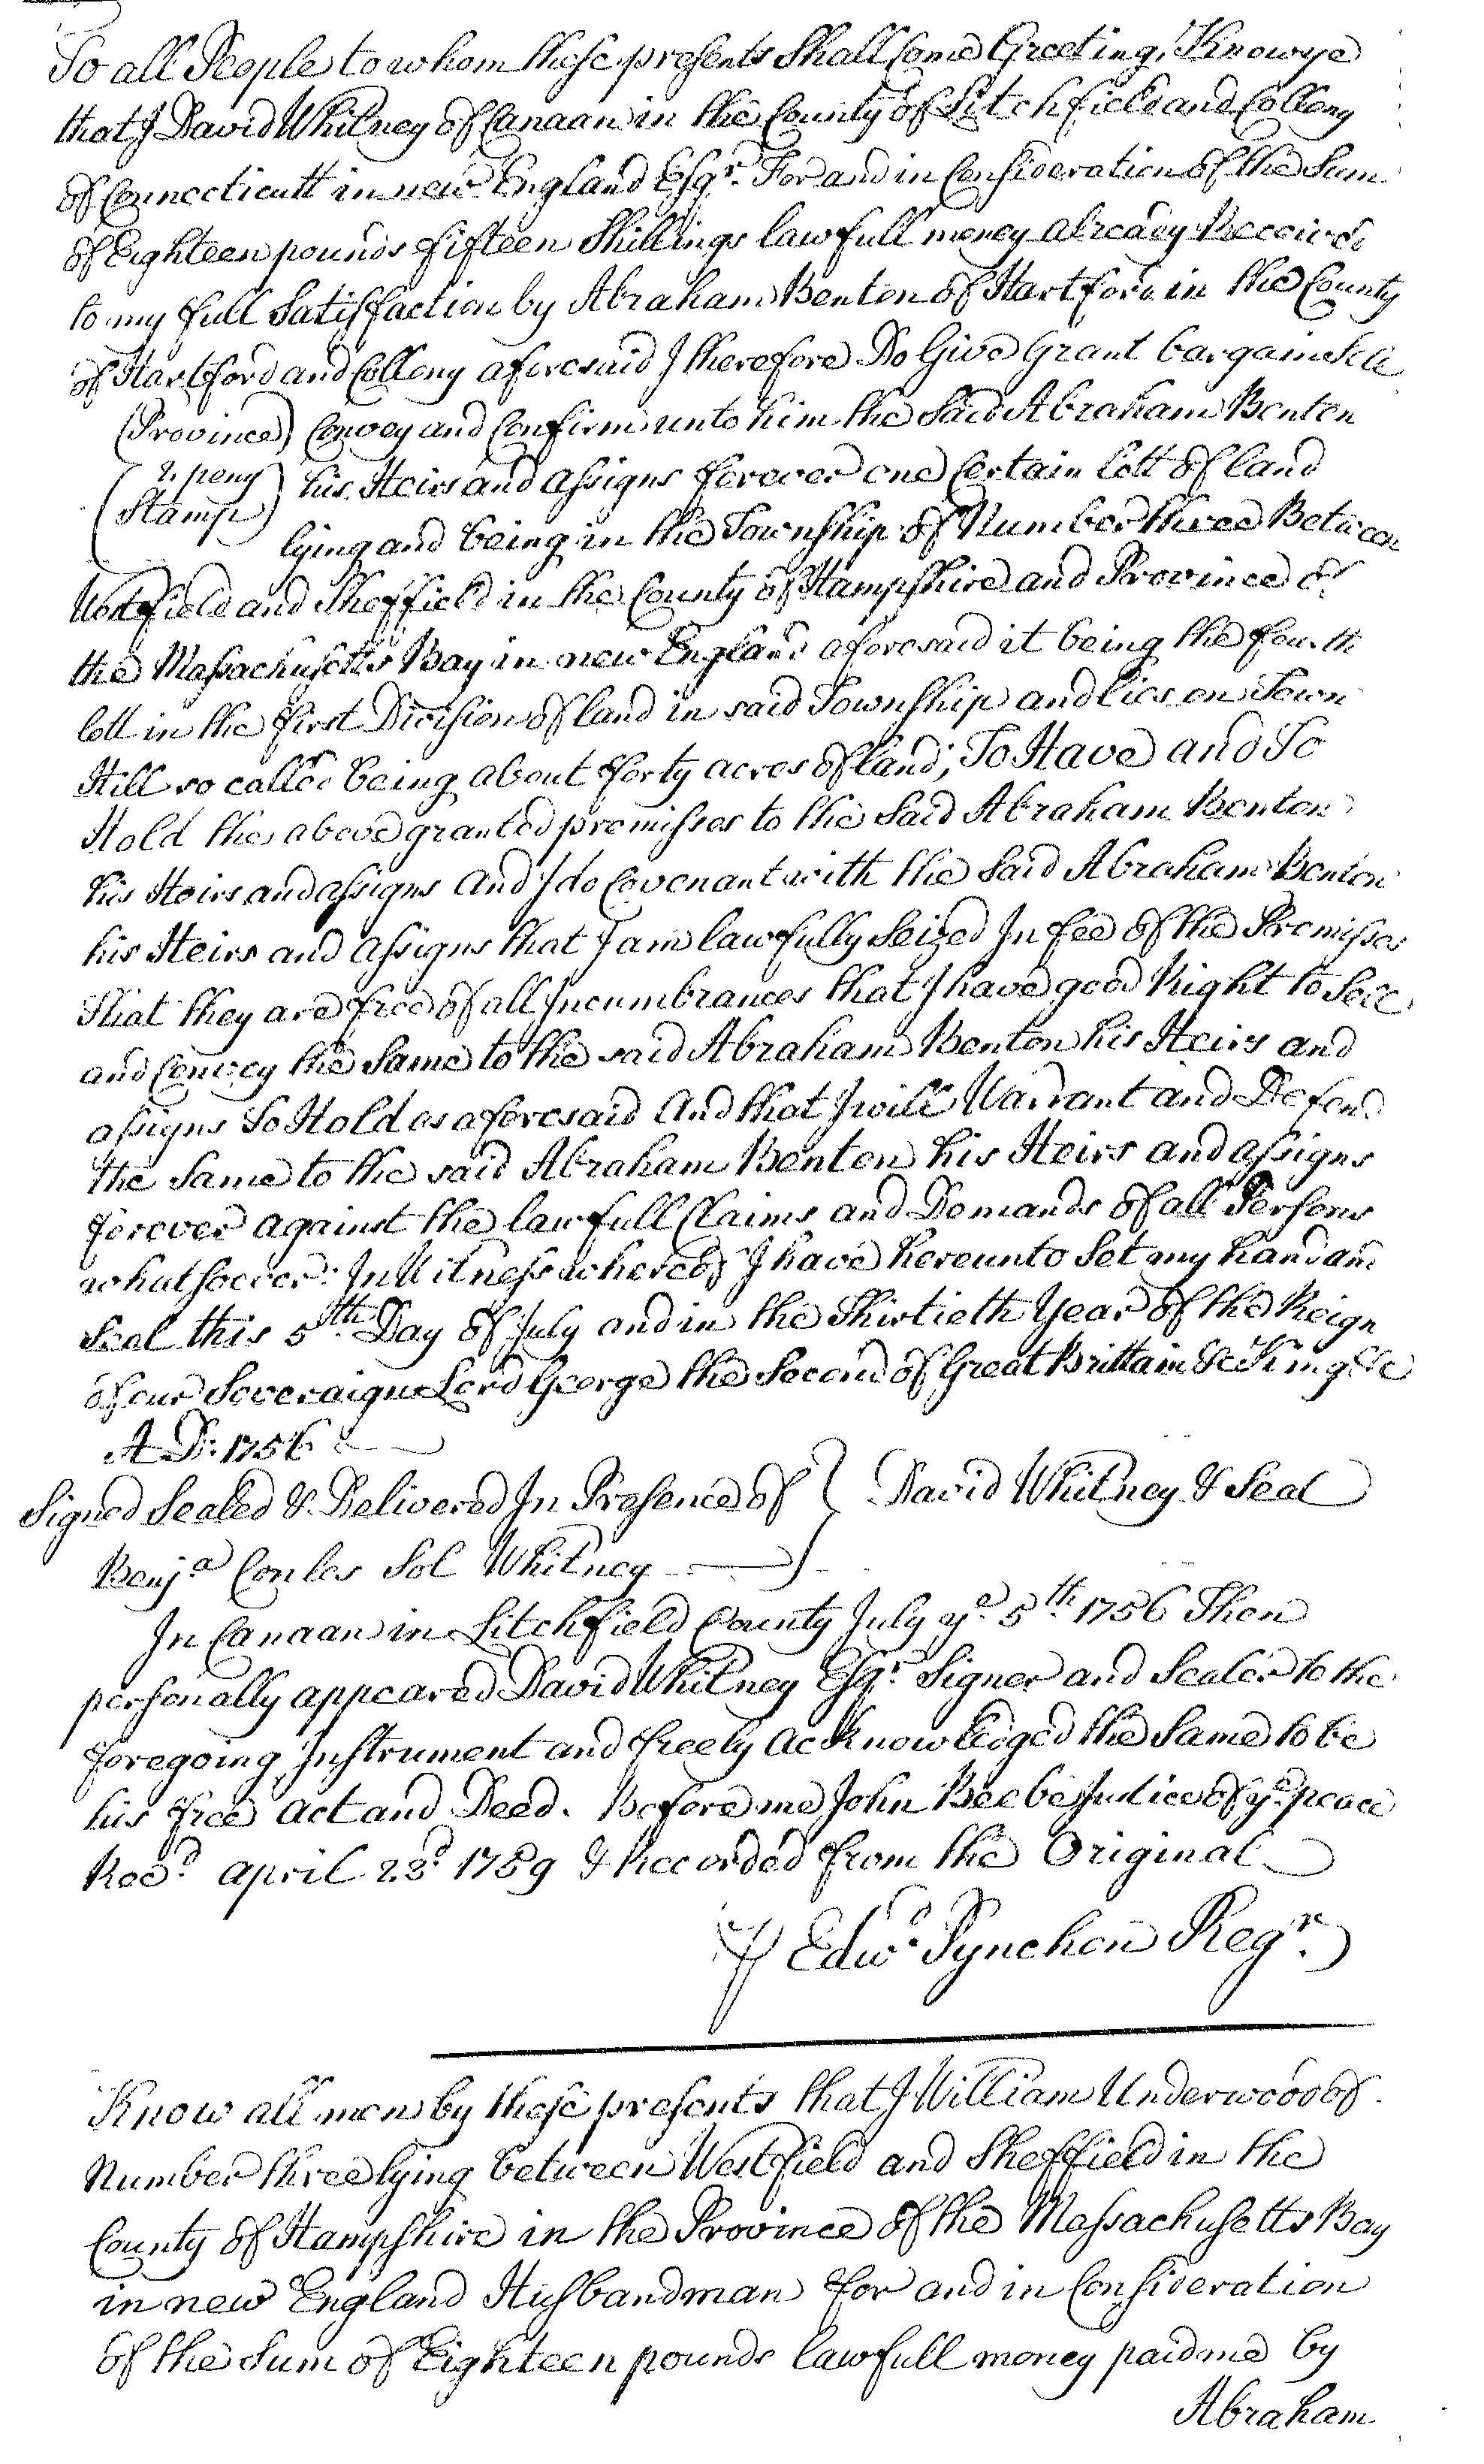 To all People to whom these presents Shall Come Greeting, Know ye
that I David Whitney of Canaan in the County of Litchfield and Collony
of Connecticutt in new England Esqr. For and in Consideration of the Sum
of Eighteen pounds fifteen Shillings lawfull money already Received
to my full Satisffaction by Abraham Benton of Hartford in the County
of Hartford and Collony aforesaid I therefore Do Give Grant bargain Sell
(Province) Convey and Confirm unto him the Said Abraham Benton
(2 peny Stamp) his Heirs and assigns forever one Certain Lott of land
lying and being in the Township of Number three Between
Westfield and Sheffield in the County of Hampshire and Province of
the Massachusetts Bay in new England aforesaid it being the fourth
lott in the first Division of land in said Township and lies on Town
Hill so called being about forty acres of land; To Have and To
Hold the above granted premisses to the Said Abraham Benton
his Heirs and assigns And I do Covenant with the Said Abraham Benton
his Heirs and assigns that I am lawfully Seized In fee of the Premisses
That they are free of all Incumbrances that I have good Right to Sell
and Convey the Same to the said Abraham Benton his Heirs and
assigns To Hold as aforesaid And that I will Warrant and Defend
the Same to the said Abraham Benton his Heirs and assigns
forever against the lawfull Claims and Demands of all Persons
whatsoever. In Witness whereof I have hereunto Set my hand and
Seal this 5th. Day of July and in the Thirtieth Year of the Reign
of our Soveraign Lord George the Second of Great Brittain &c King &c
A D: 1756
Signed Sealed & Delivered In Presence of } David Whitney & Seal
Benja Sol Whitney
In Canaan in Litchfield County July ye. 5th. 1756 Then
personally appeared David Whitney Esqr. Signer and Sealer to the
foregoing Instrument and freely Acknowledged the Same to be
his free Act and Deed. Before me John Beebe Justice of ye. peace
Recd. April 23d. 1759 & Recorded from the Original
Edwd. Pynchon Regr.
Know all men by these presents that I William Underwood of
Number three lying between Westfield and Sheffield in the
County of Hampshire in the Province of the Massachusetts Bay
in new England Husbandman for and in Consideration
of the Sum of Eighteen pounds lawfull money paid me by
Abraham